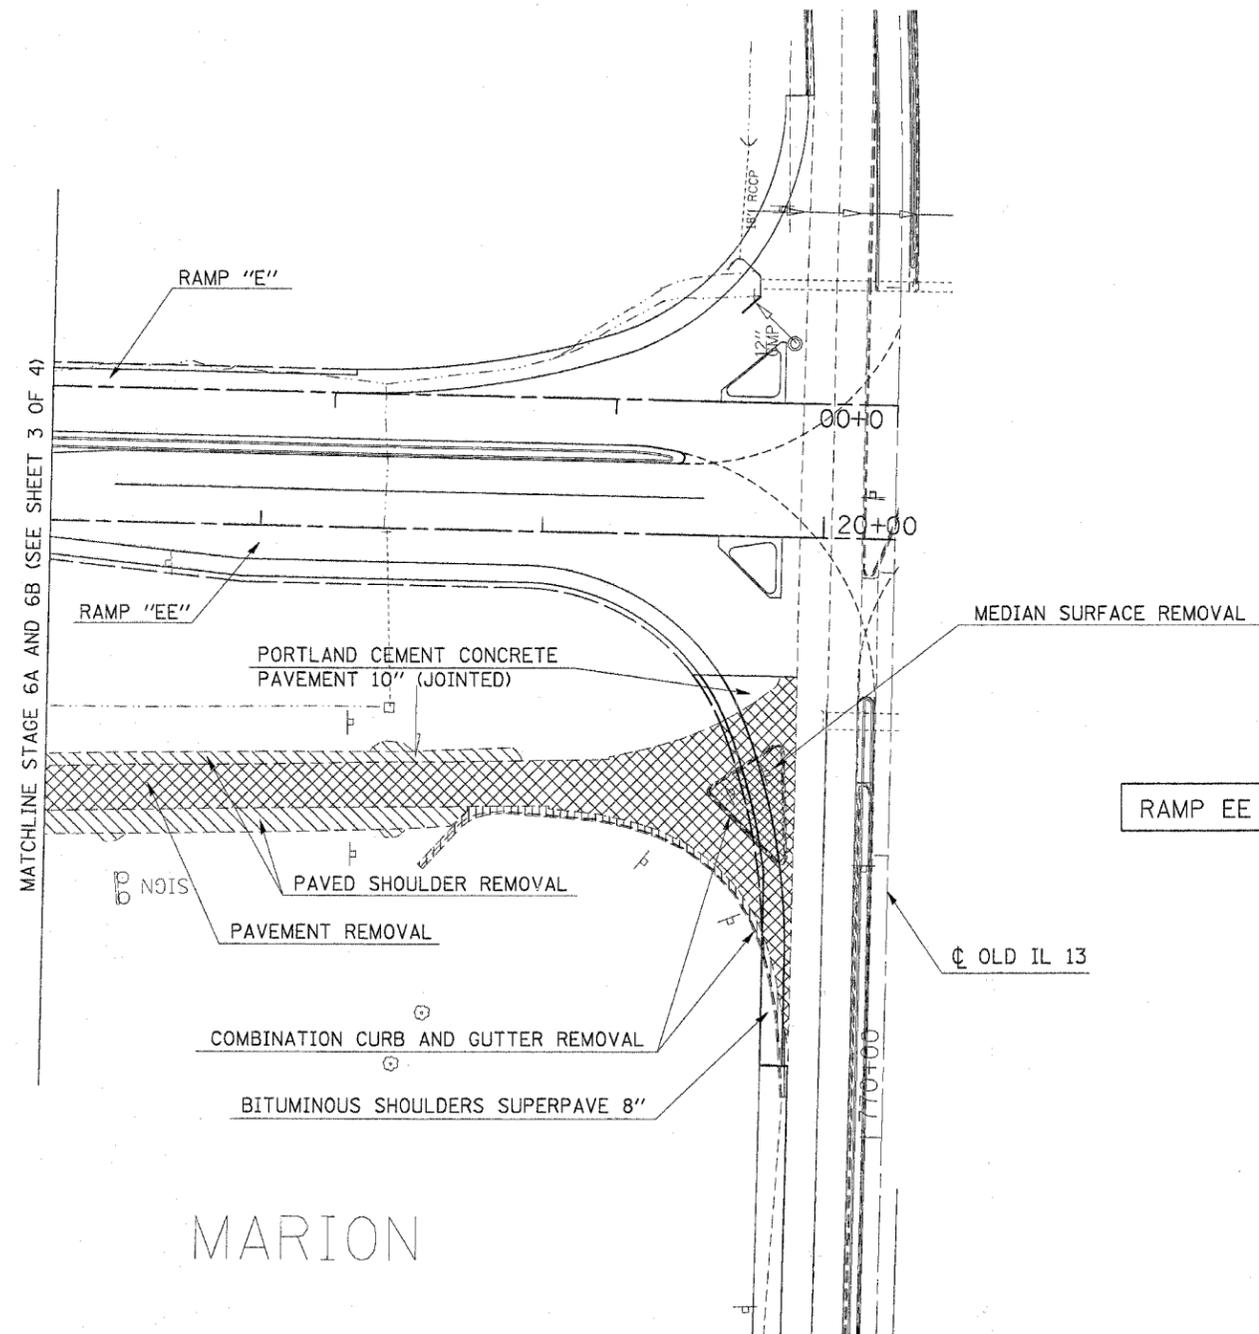 18" RCCP
RAMP "E"
12"
CMP
00+0
MATCHLINE STAGE 6A AND 6B (SEE SHEET 3 OF 4)
20+00
RAMP "EE"
MEDIAN SURFACE REMOVAL
PORTLAND CEMENT CONCRETE
PAVEMENT 10" (JOINTED)
RAMP EE
SIGN
PAVED SHOULDER REMOVAL
PAVEMENT REMOVAL
℄ OLD IL 13
COMBINATION CURB AND GUTTER REMOVAL
770+00
BITUMINOUS SHOULDERS SUPERPAVE 8"
MARION